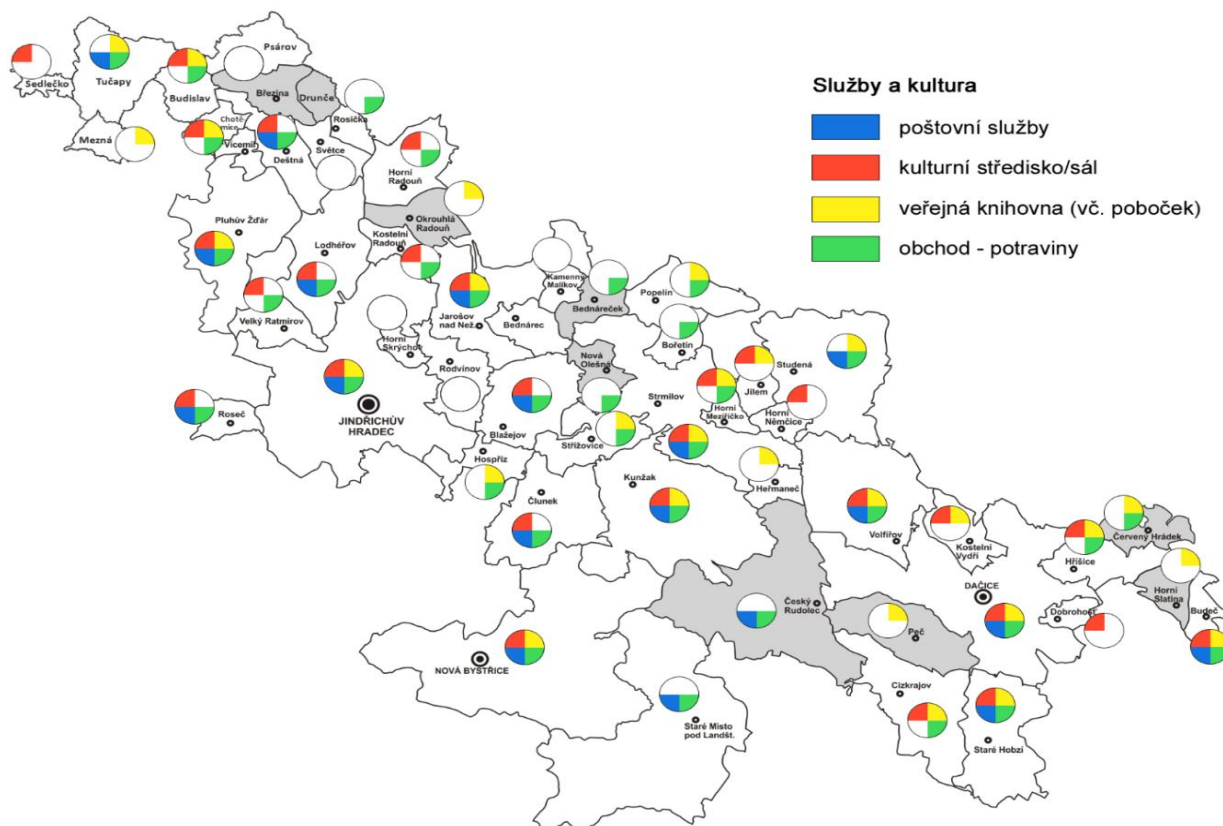 Služby a kultura
poštovní služby
kulturní středisko/sál
veřejná knihovna (vč. poboček)
obchod - potraviny
Psárov
Sedlečko
Tučapy
Budislav
Březina
Drunče
Rosička
Mezná
Chotě-
mice
Vícemil
Deštná
Světce
Horní
Radouň
Okrouhlá
Radouň
Pluhův Žďár
Lodhéřov
Kostelní
Radouň
Kamenný
Malíkov
Bednáreček
Popelín
Velký Ratmírov
Jarošov
nad Než.
Bednárec
Horní
Skrýchov
Rodvínov
Bořetín
Nová
Olešná
Studená
Jilem
Roseč
JINDŘICHŮV
HRADEC
Blažejov
Strmilov
Horní
Meziříčko
Horní
Němčice
Střížovice
Hospříz
Člunek
Kunžak
Heřmaneč
Volfířov
Kostelní
Vydří
Červený Hrádek
Hříšice
DAČICE
Dobrohošť
Horní
Slatina
Budeč
Český
Rudolec
Peč
NOVÁ BYSTŘICE
Cizkrajov
Staré Město
pod Landšt.
Staré Hobzí